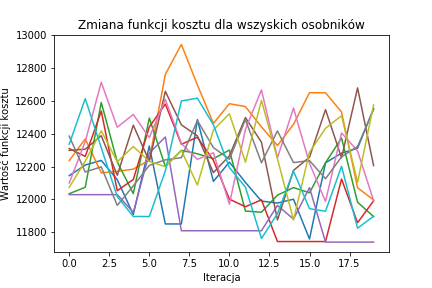 Zmiana funkcji kosztu dla wszyskich osobników
Wartość funkcji kosztu
13000
12800
12600
12400
12200
12000
11800
0.0 2.5 5.0 7.5 10.0 12.5 15.0 17.5
Iteracja